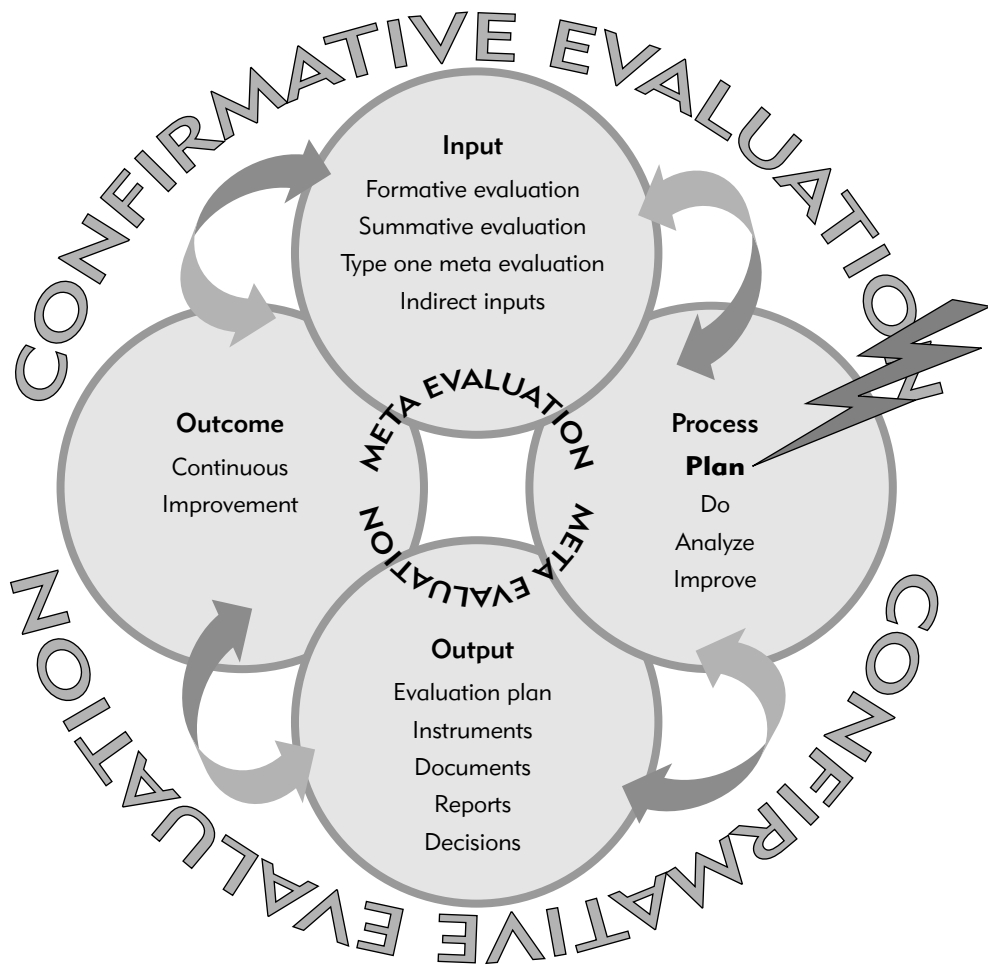 CONFIRMATIVE EVALUATION
Input
Formative evaluation
Summative evaluation
Type one meta evaluation
Indirect inputs
META EVALUATION
Outcome
Continuous
Improvement
Process
Plan
Do
Analyze
Improve
META EVALUATION
Output
Evaluation plan
Instruments
Documents
Reports
Decisions
CONFIRMATIVE EVALUATION